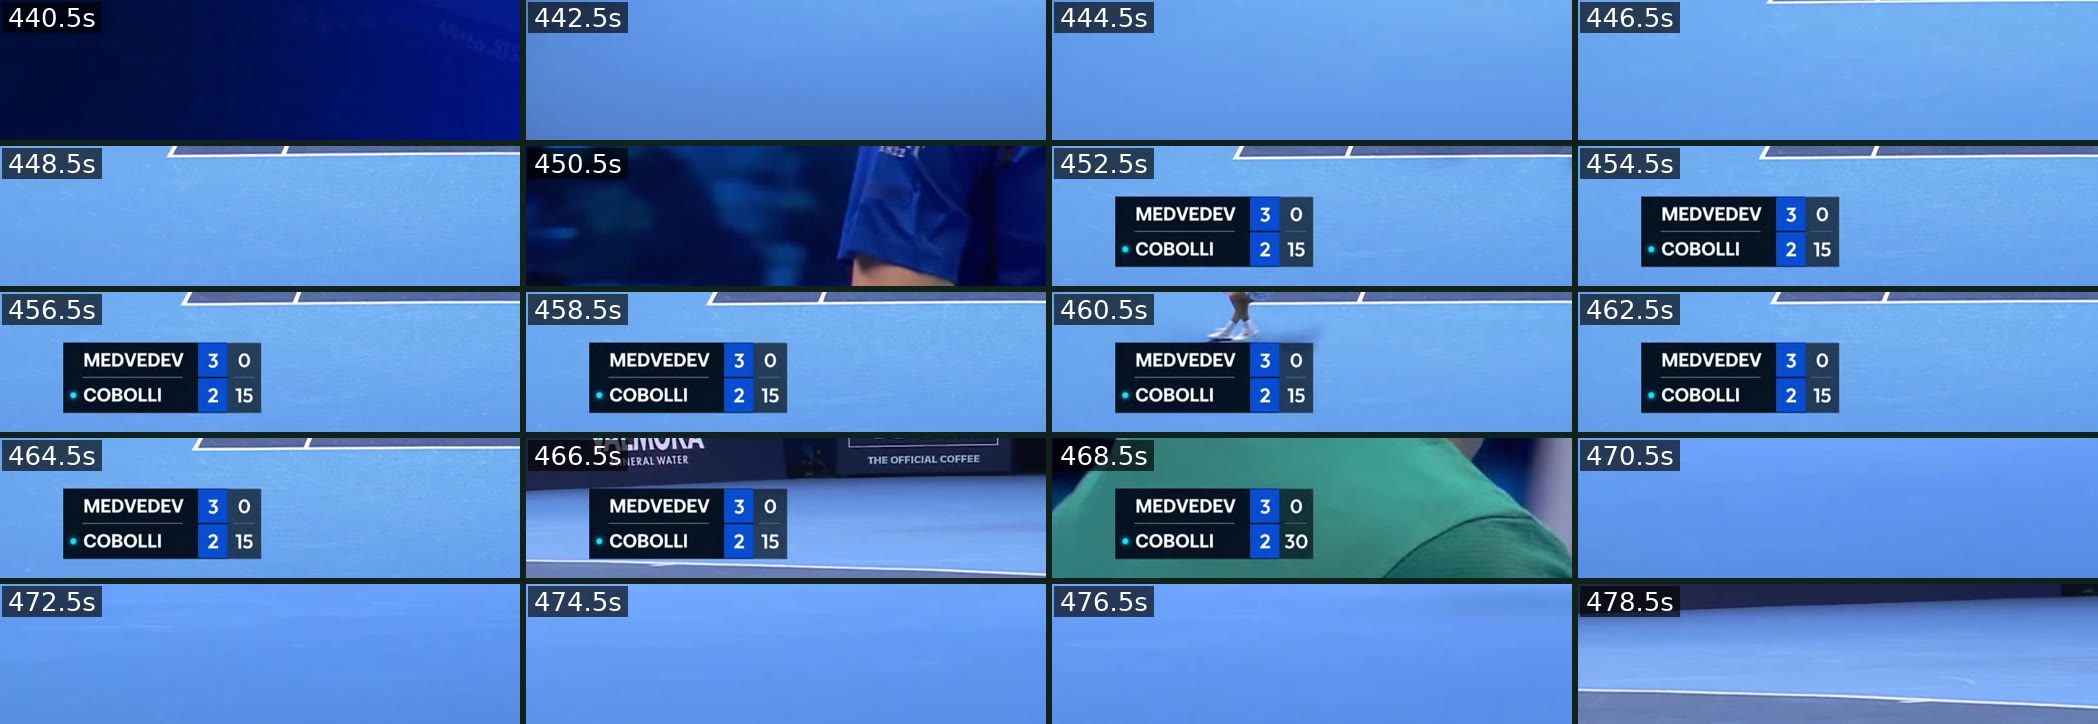 440.5s
442.5s
444.5s
446.5s
448.5s
450.5s
1822
452.5s
MEDVEDEV 3 0
COBOLLI 2 15
454.5s
MEDVEDEV 3 0
COBOLLI 2 15
456.5s
MEDVEDEV 3 0
COBOLLI 2 15
458.5s
MEDVEDEV 3 0
COBOLLI 2 15
460.5s
MEDVEDEV 3 0
COBOLLI 2 15
462.5s
MEDVEDEV 3 0
COBOLLI 2 15
464.5s
MEDVEDEV 3 0
COBOLLI 2 15
466.5s
THE OFFICIAL COFFEE
MEDVEDEV 3 0
COBOLLI 2 15
468.5s
MEDVEDEV 3 0
COBOLLI 2 30
470.5s
472.5s
474.5s
476.5s
478.5s